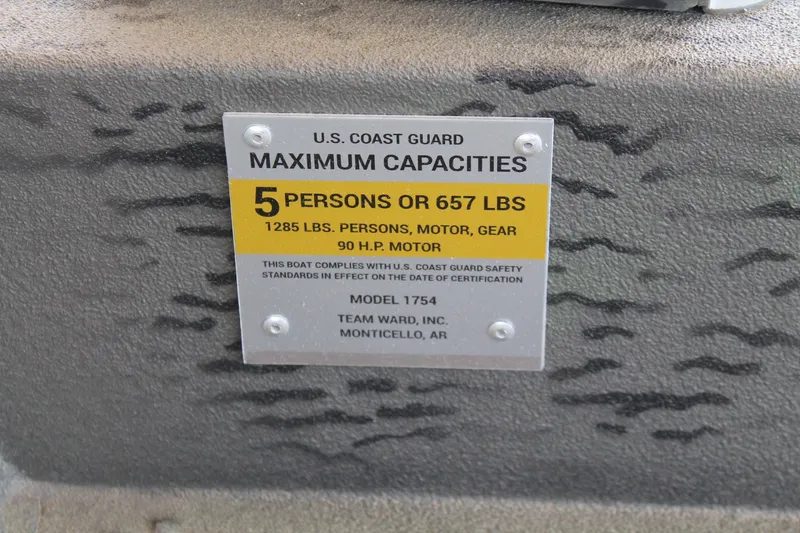 U.S. COAST GUARD
MAXIMUM CAPACITIES
5 PERSONS OR 657 LBS
1285 LBS. PERSONS, MOTOR, GEAR
90 H.P. MOTOR
THIS BOAT COMPLIES WITH U.S. COAST GUARD SAFETY
STANDARDS IN EFFECT ON THE DATE OF CERTIFICATION
MODEL 1754
TEAM WARD, INC.
MONTICELLO, AR